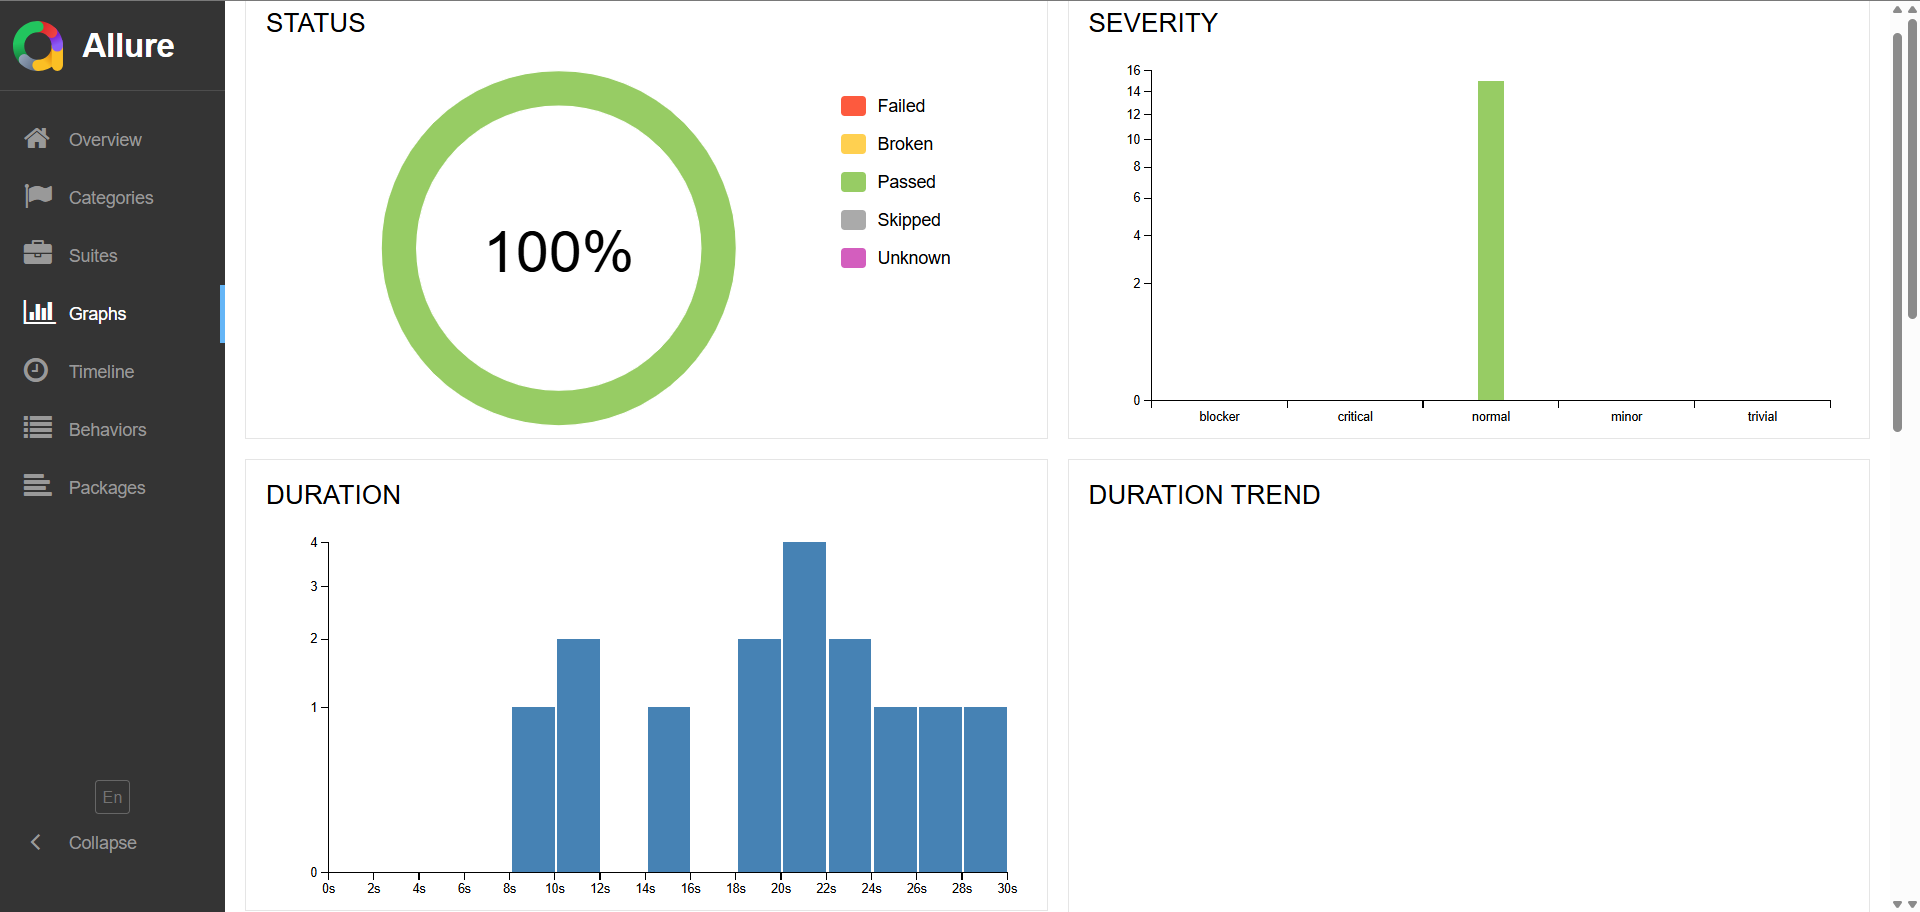 Allure
Overview
Categories
Suites
Graphs
Timeline
Behaviors
Packages
En
Collapse
STATUS
100%
Failed
Broken
Passed
Skipped
Unknown
SEVERITY
16
14
12
10
8
6
4
2
0
blocker critical normal minor trivial
DURATION
4
3
2
1
0
0s 2s 4s 6s 8s 10s 12s 14s 16s 18s 20s 22s 24s 26s 28s 30s
DURATION TREND